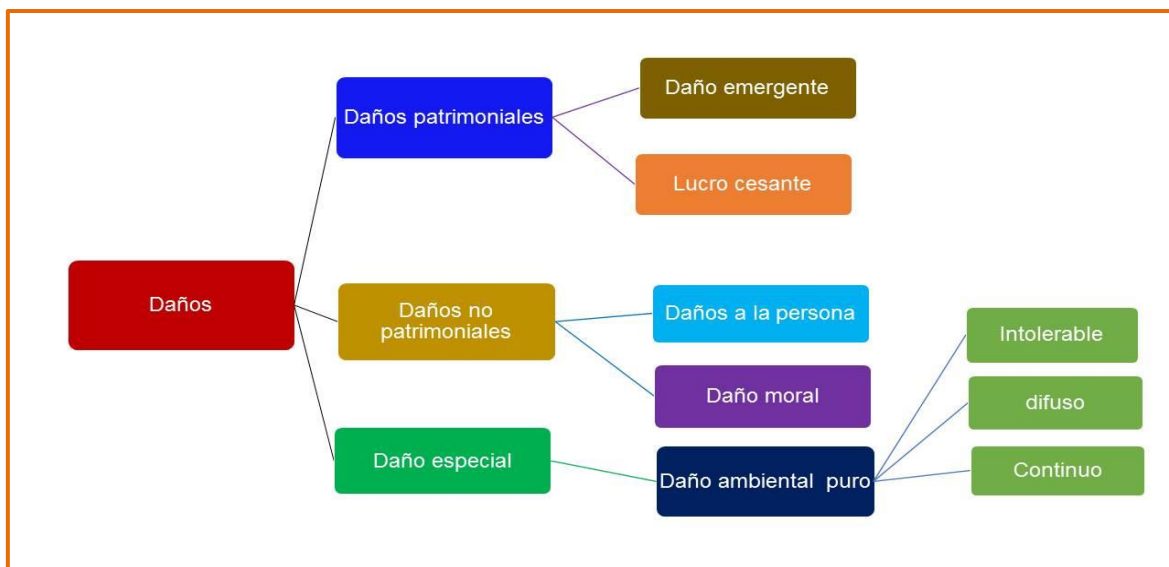 Daños
Daños patrimoniales
Daño emergente
Lucro cesante
Daños no
patrimoniales
Daños a la persona
Daño moral
Daño especial
Daño ambiental puro
Intolerable
difuso
Continuo